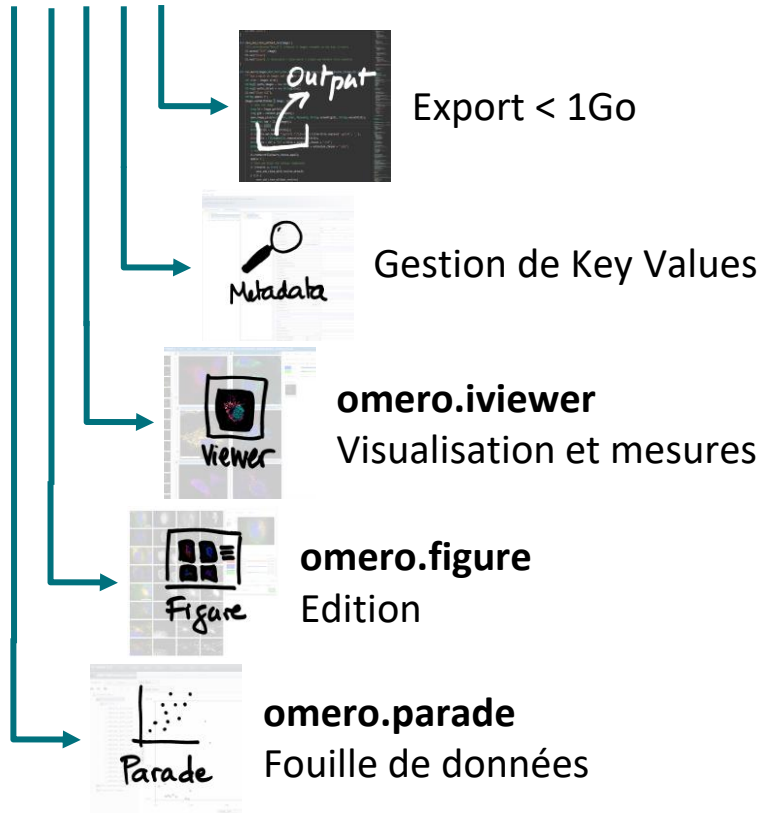 Output
Export < 1Go
Metadata
Gestion de Key Values
Viewer
omero.iviewer
Visualisation et mesures
Figure
omero.figure
Edition
Parade
omero.parade
Fouille de données